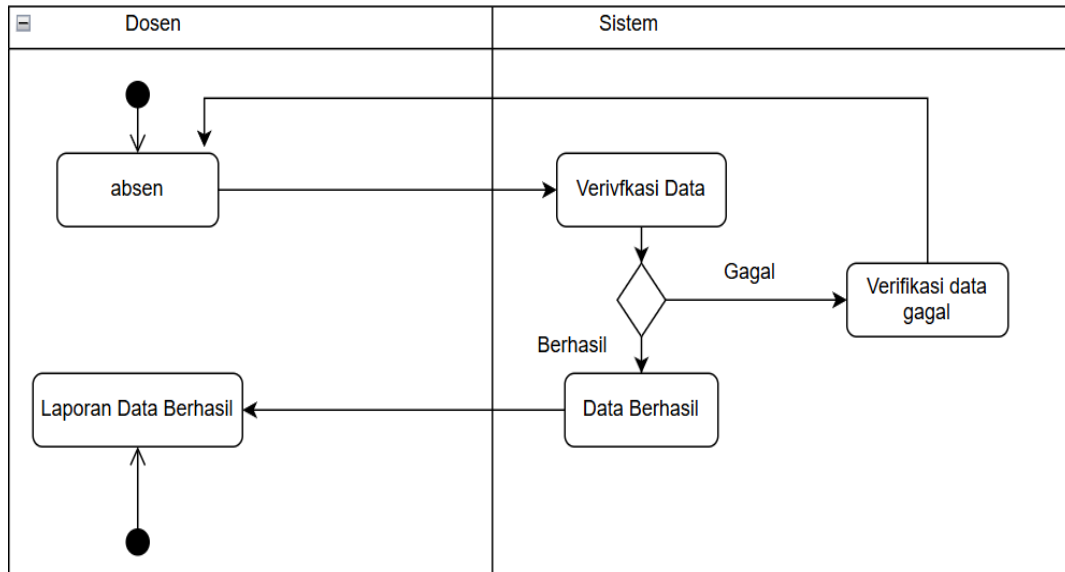 Dosen
Sistem
absen
Verivfkasi Data
Gagal
Verifikasi data
gagal
Berhasil
Laporan Data Berhasil
Data Berhasil